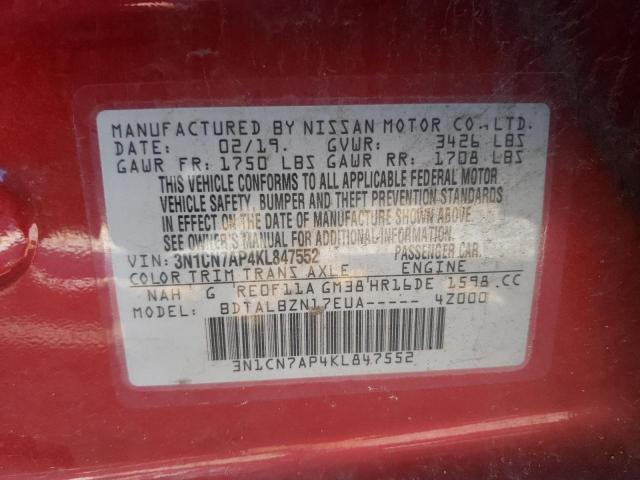 MANUFACTURED BY NISSAN MOTOR CO.,LTD.
DATE: 02/19. GVWR: 3426 LBS
GAWR FR: 1750 LBS GAWR RR: 1708 LBS
THIS VEHICLE CONFORMS TO ALL APPLICABLE FEDERAL MOTOR
VEHICLE SAFETY, BUMPER AND THEFT PREVENTION STANDARDS
IN EFFECT ON THE DATE OF MANUFACTURE SHOWN ABOVE.
SEE OWNER'S MANUAL FOR ADDITIONAL INFORMATION.
VIN: 3N1CN7AP4KL847552 PASSENGER CAR
COLOR TRIM TRANS AXLE ENGINE
NAH G RE0F11A GM38 HR16DE 1598 CC
BDTALBZN17EUA----- 4Z000
3N1CN7AP4KL847552